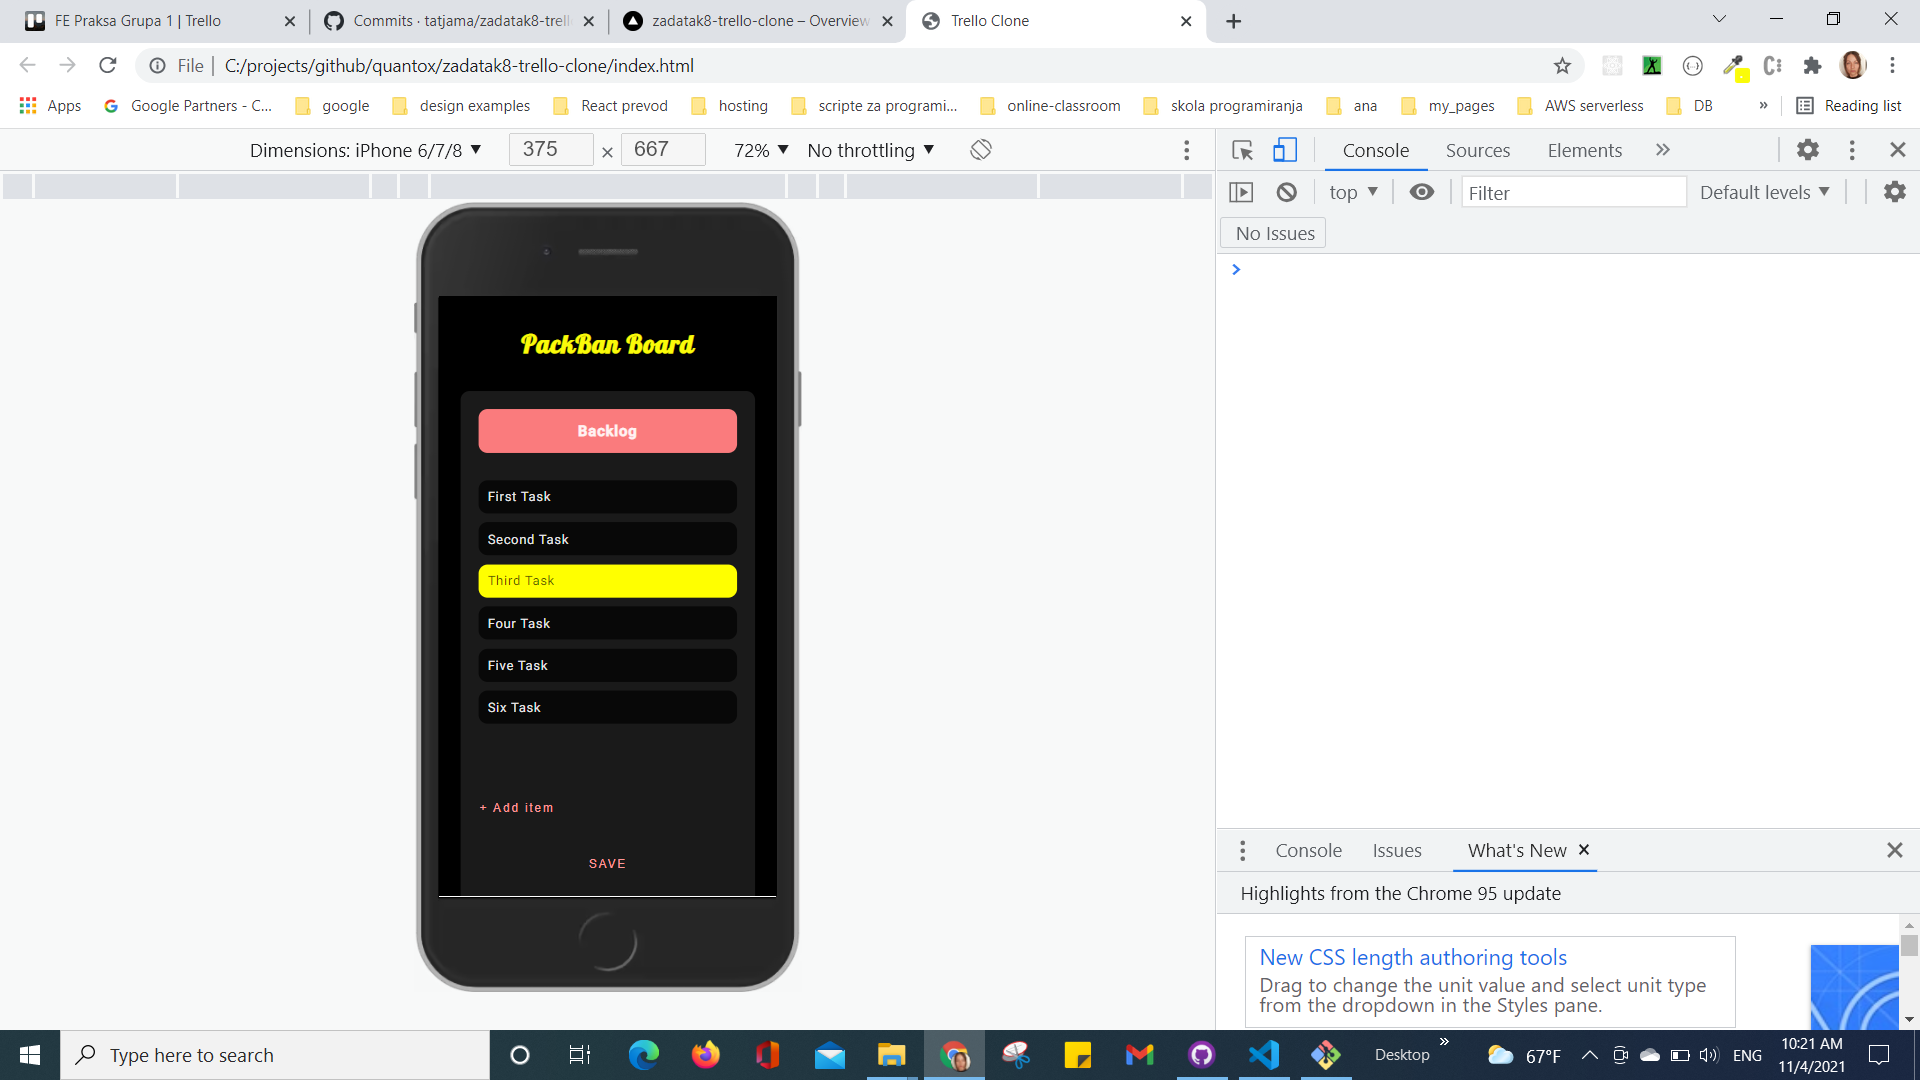 FE Praksa Grupa 1 | Trello
Commits · tatjama/zadatak8-trell
zadatak8-trello-clone – Overview
Trello Clone
File
C:/projects/github/quantox/zadatak8-trello-clone/index.html
Apps
Google Partners - C...
google
design examples
React prevod
hosting
scripte za programi...
online-classroom
skola programiranja
ana
my_pages
AWS serverless
DB
»
Reading list
Dimensions: iPhone 6/7/8
375
×
667
72%
No throttling
Console
Sources
Elements
»
top
Filter
Default levels
No Issues
PackBan Board
Backlog
First Task
Second Task
Third Task
Four Task
Five Task
Six Task
+ Add item
SAVE
Console
Issues
What's New
Highlights from the Chrome 95 update
New CSS length authoring tools
Drag to change the unit value and select unit type
from the dropdown in the Styles pane.
Type here to search
Desktop
»
67°F
ENG
10:21 AM
11/4/2021